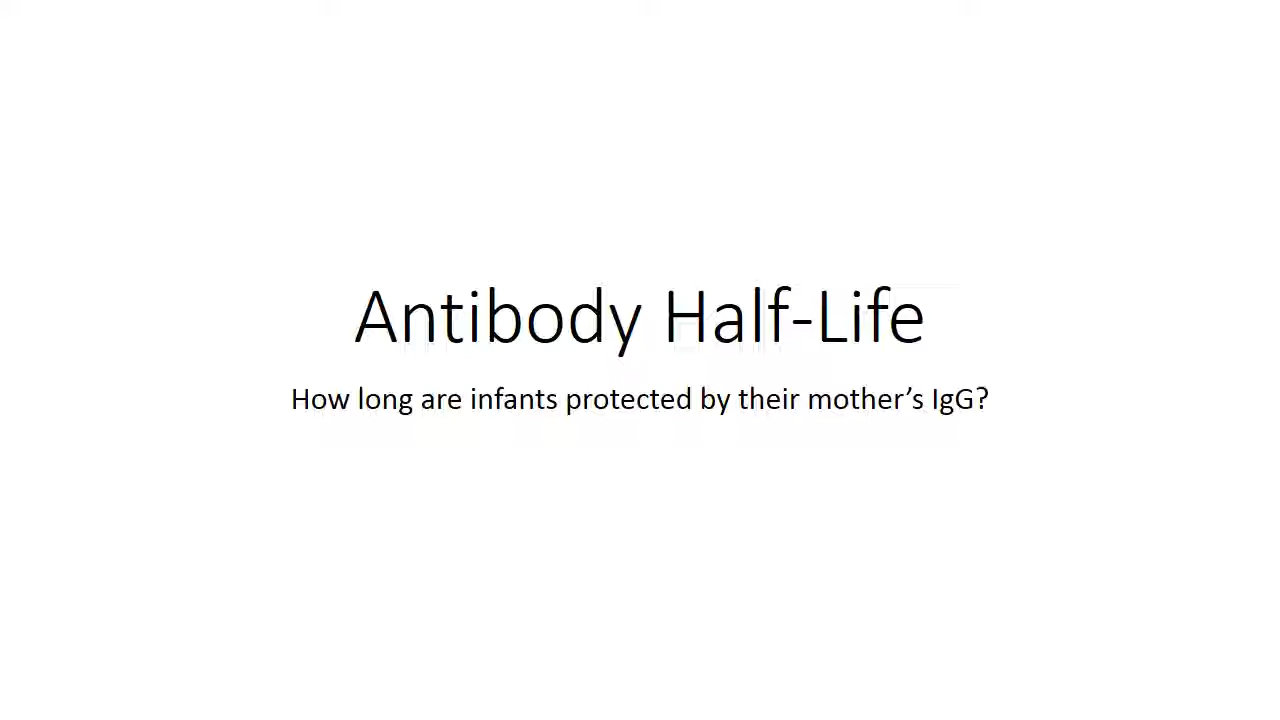 Antibody Half-Life
How long are infants protected by their mother’s IgG?